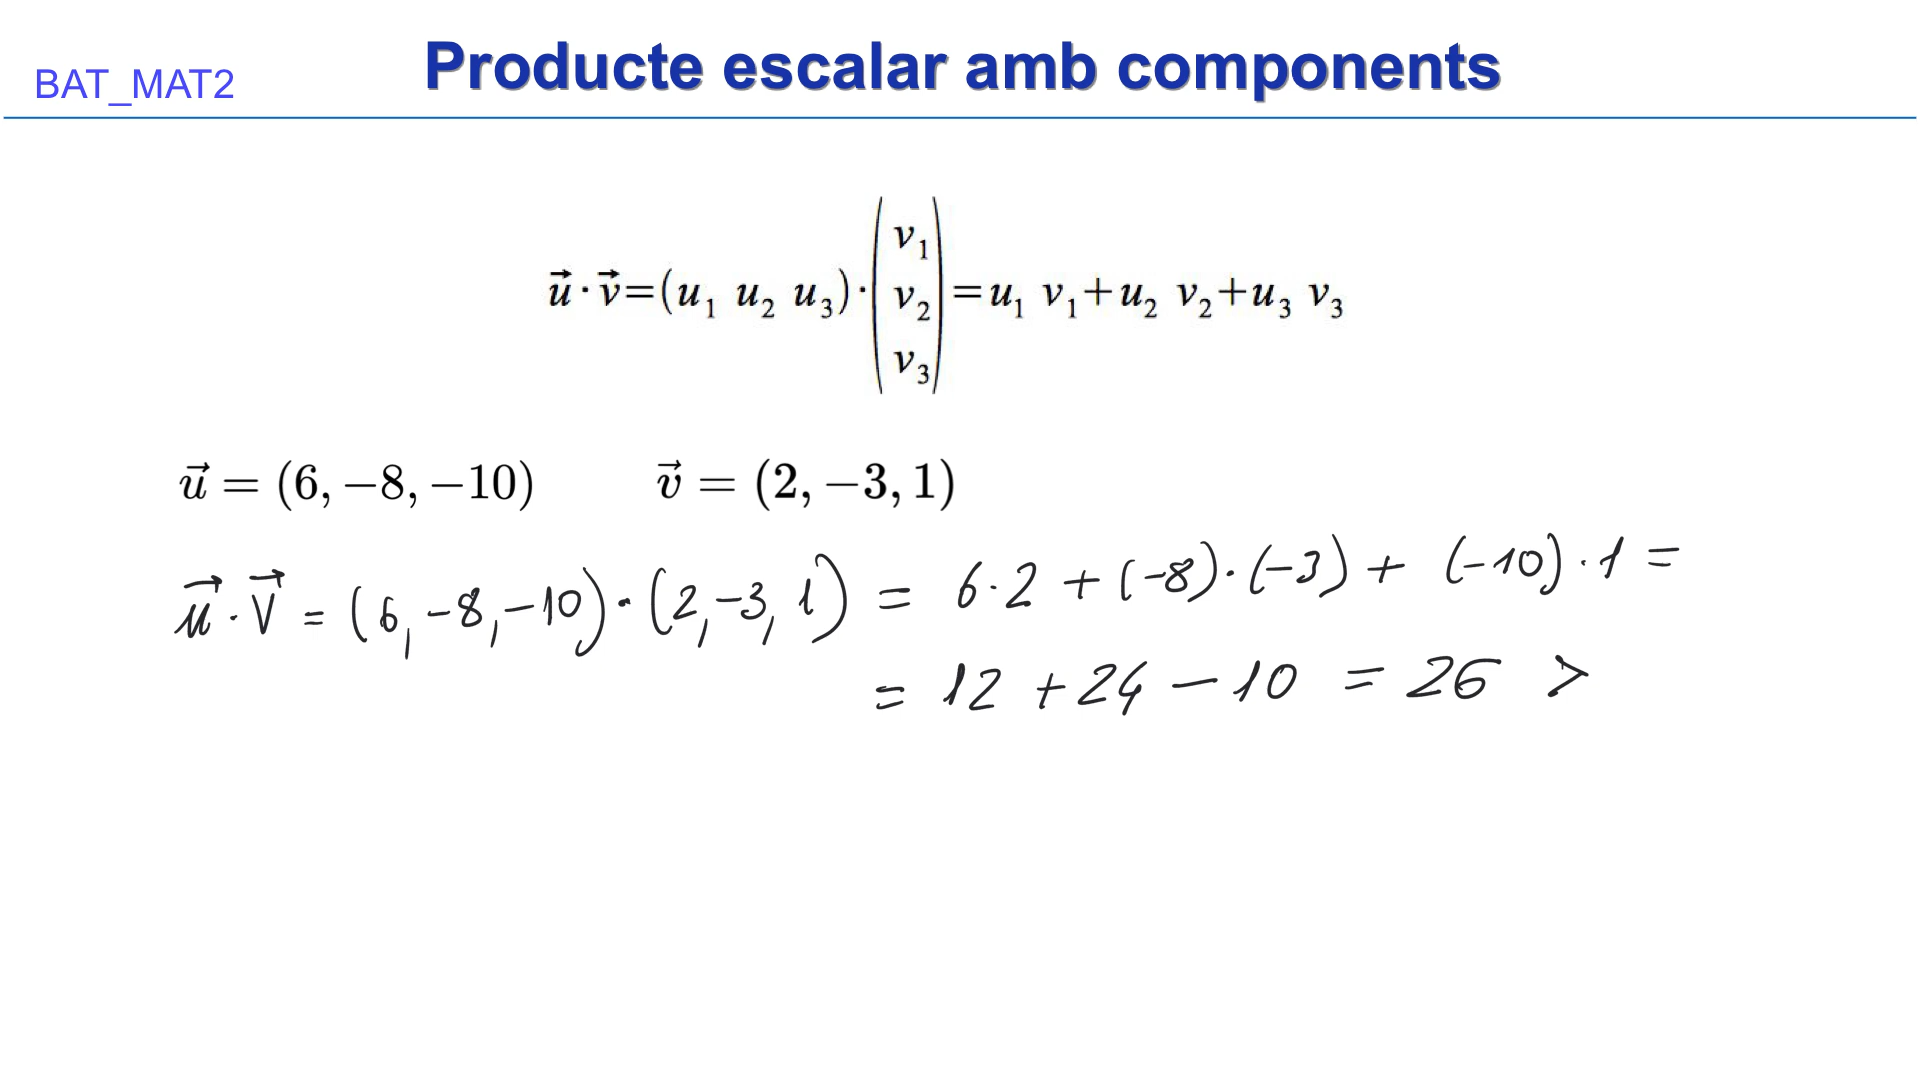 BAT_MAT2
Producte escalar amb components
u⃗ · v⃗ = (u₁ u₂ u₃) · (v₁ v₂ v₃) = u₁ v₁ + u₂ v₂ + u₃ v₃
u⃗ = (6, −8, −10) v⃗ = (2, −3, 1)
u⃗ · v⃗ = (6, −8, −10) · (2, −3, 1) = 6 · 2 + (−8) · (−3) + (−10) · 1 =
= 12 + 24 − 10 = 26 >